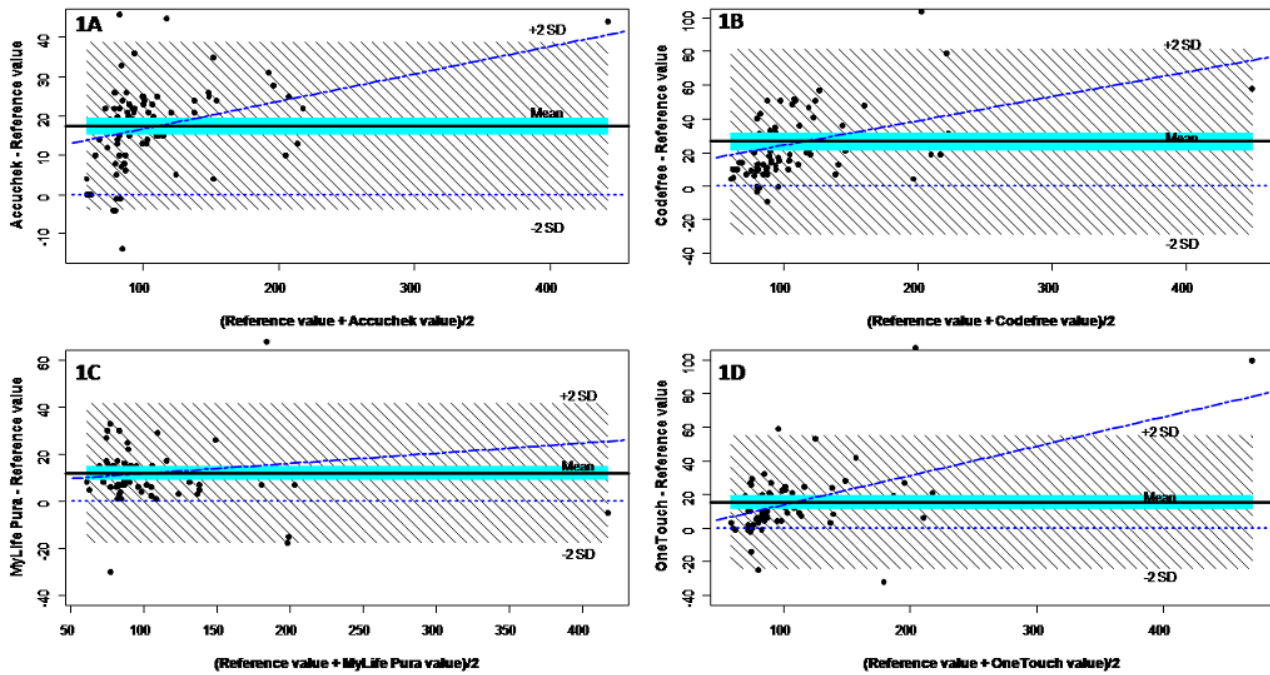 1A
+2 SD
Mean
-2 SD
Accuchek - Reference value
-10 0 10 20 30 40
100 200 300 400
(Reference value + Accuchek value)/2
1B
+2 SD
Mean
-2 SD
Codefree - Reference value
-40 -20 0 20 40 60 80 100
100 200 300 400
(Reference value + Codefree value)/2
1C
+2 SD
Mean
-2 SD
MyLife Pura - Reference value
-40 -20 0 20 40 60
50 100 150 200 250 300 350 400
(Reference value + MyLife Pura value)/2
1D
+2 SD
Mean
-2 SD
OneTouch - Reference value
-40 -20 0 20 40 60 80 100
100 200 300 400
(Reference value + OneTouch value)/2